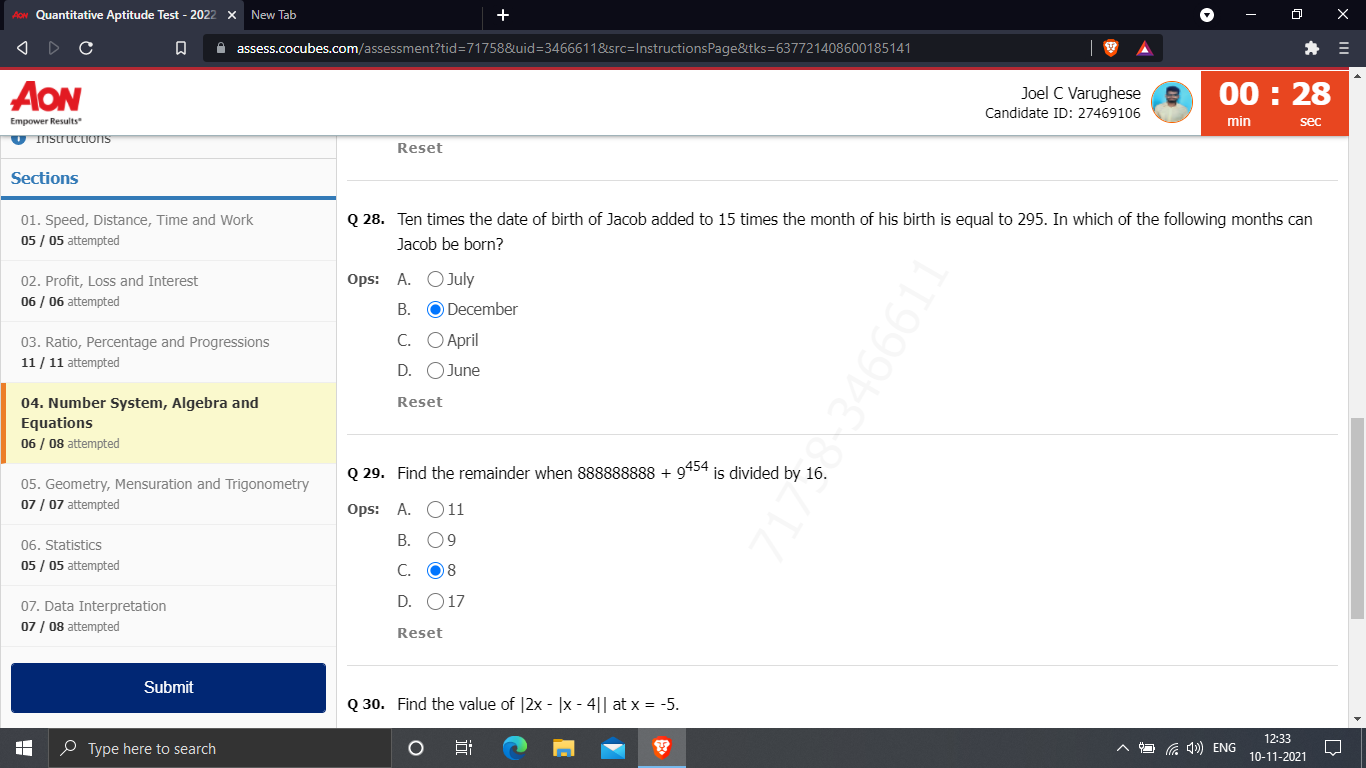 Quantitative Aptitude Test - 2022
New Tab
assess.cocubes.com/assessment?tid=71758&uid=3466611&src=InstructionsPage&tks=637721408600185141
AON
Empower Results®
Joel C Varughese
Candidate ID: 27469106
00 : 28
min sec
Instructions
Sections
01. Speed, Distance, Time and Work
05 / 05 attempted
02. Profit, Loss and Interest
06 / 06 attempted
03. Ratio, Percentage and Progressions
11 / 11 attempted
04. Number System, Algebra and
Equations
06 / 08 attempted
05. Geometry, Mensuration and Trigonometry
07 / 07 attempted
06. Statistics
05 / 05 attempted
07. Data Interpretation
07 / 08 attempted
Submit
Reset
Q 28. Ten times the date of birth of Jacob added to 15 times the month of his birth is equal to 295. In which of the following months can
Jacob be born?
Ops: A. July
B. December
C. April
D. June
Reset
Q 29. Find the remainder when 888888888 + 9^454 is divided by 16.
Ops: A. 11
B. 9
C. 8
D. 17
Reset
Q 30. Find the value of |2x - |x - 4|| at x = -5.
71758-3466611
Type here to search
ENG
12:33
10-11-2021